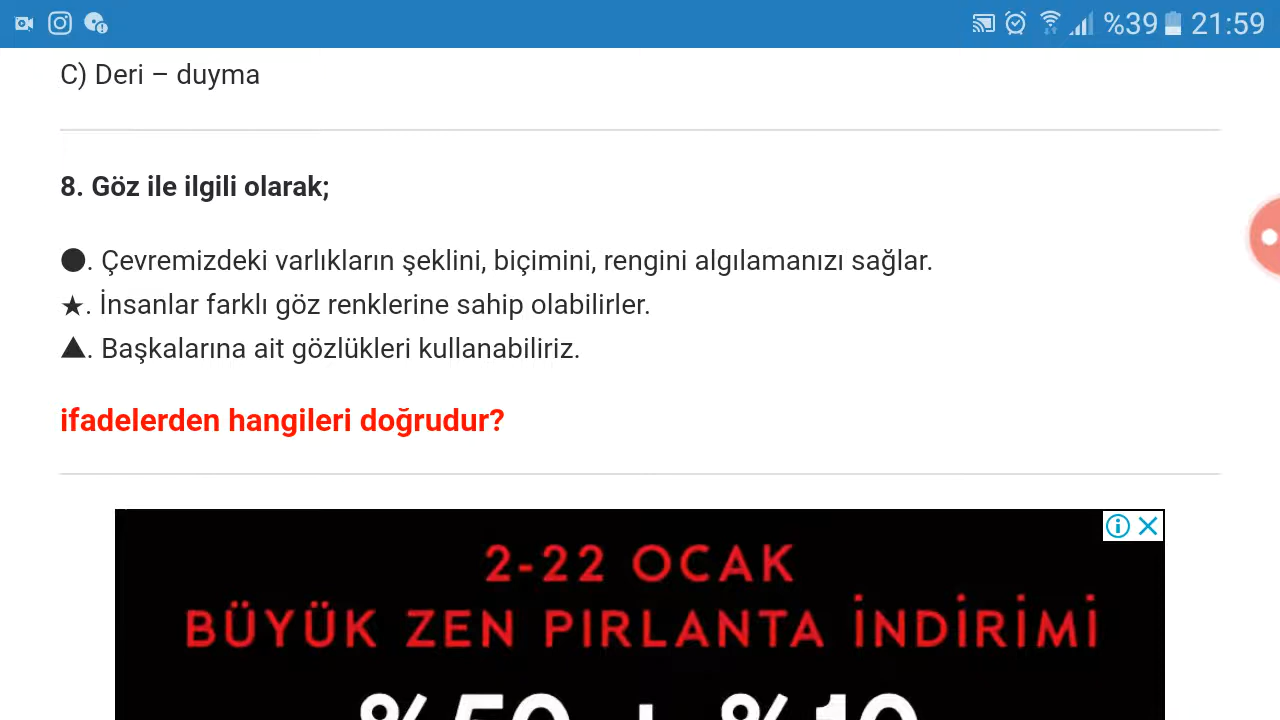 %39 21:59
C) Deri – duyma
8. Göz ile ilgili olarak;
●. Çevremizdeki varlıkların şeklini, biçimini, rengini algılamanızı sağlar.
★. İnsanlar farklı göz renklerine sahip olabilirler.
▲. Başkalarına ait gözlükleri kullanabiliriz.
ifadelerden hangileri doğrudur?
2-22 OCAK
BÜYÜK ZEN PIRLANTA İNDİRİMİ
%50 + %10